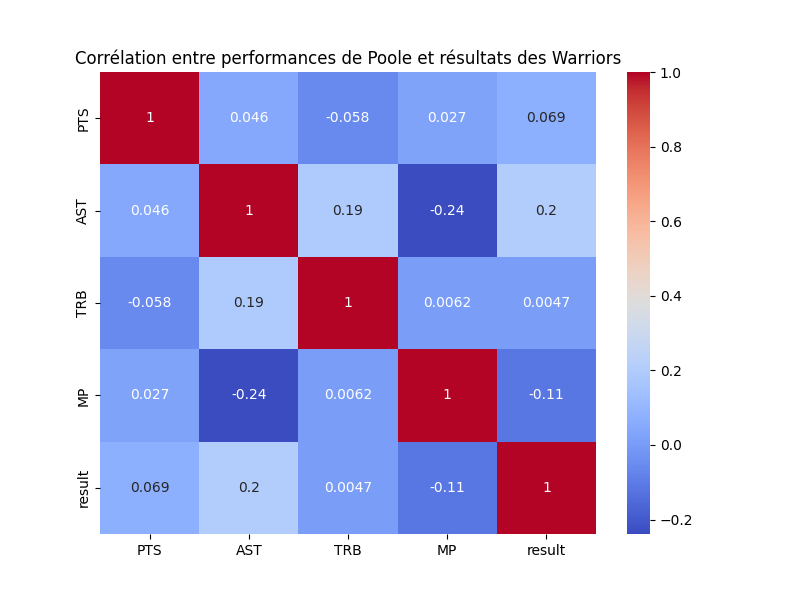 Corrélation entre performances de Poole et résultats des Warriors
PTS 1 0.046 -0.058 0.027 0.069
AST 0.046 1 0.19 -0.24 0.2
TRB -0.058 0.19 1 0.0062 0.0047
MP 0.027 -0.24 0.0062 1 -0.11
result 0.069 0.2 0.0047 -0.11 1
PTS AST TRB MP result
1.0
0.8
0.6
0.4
0.2
0.0
−0.2